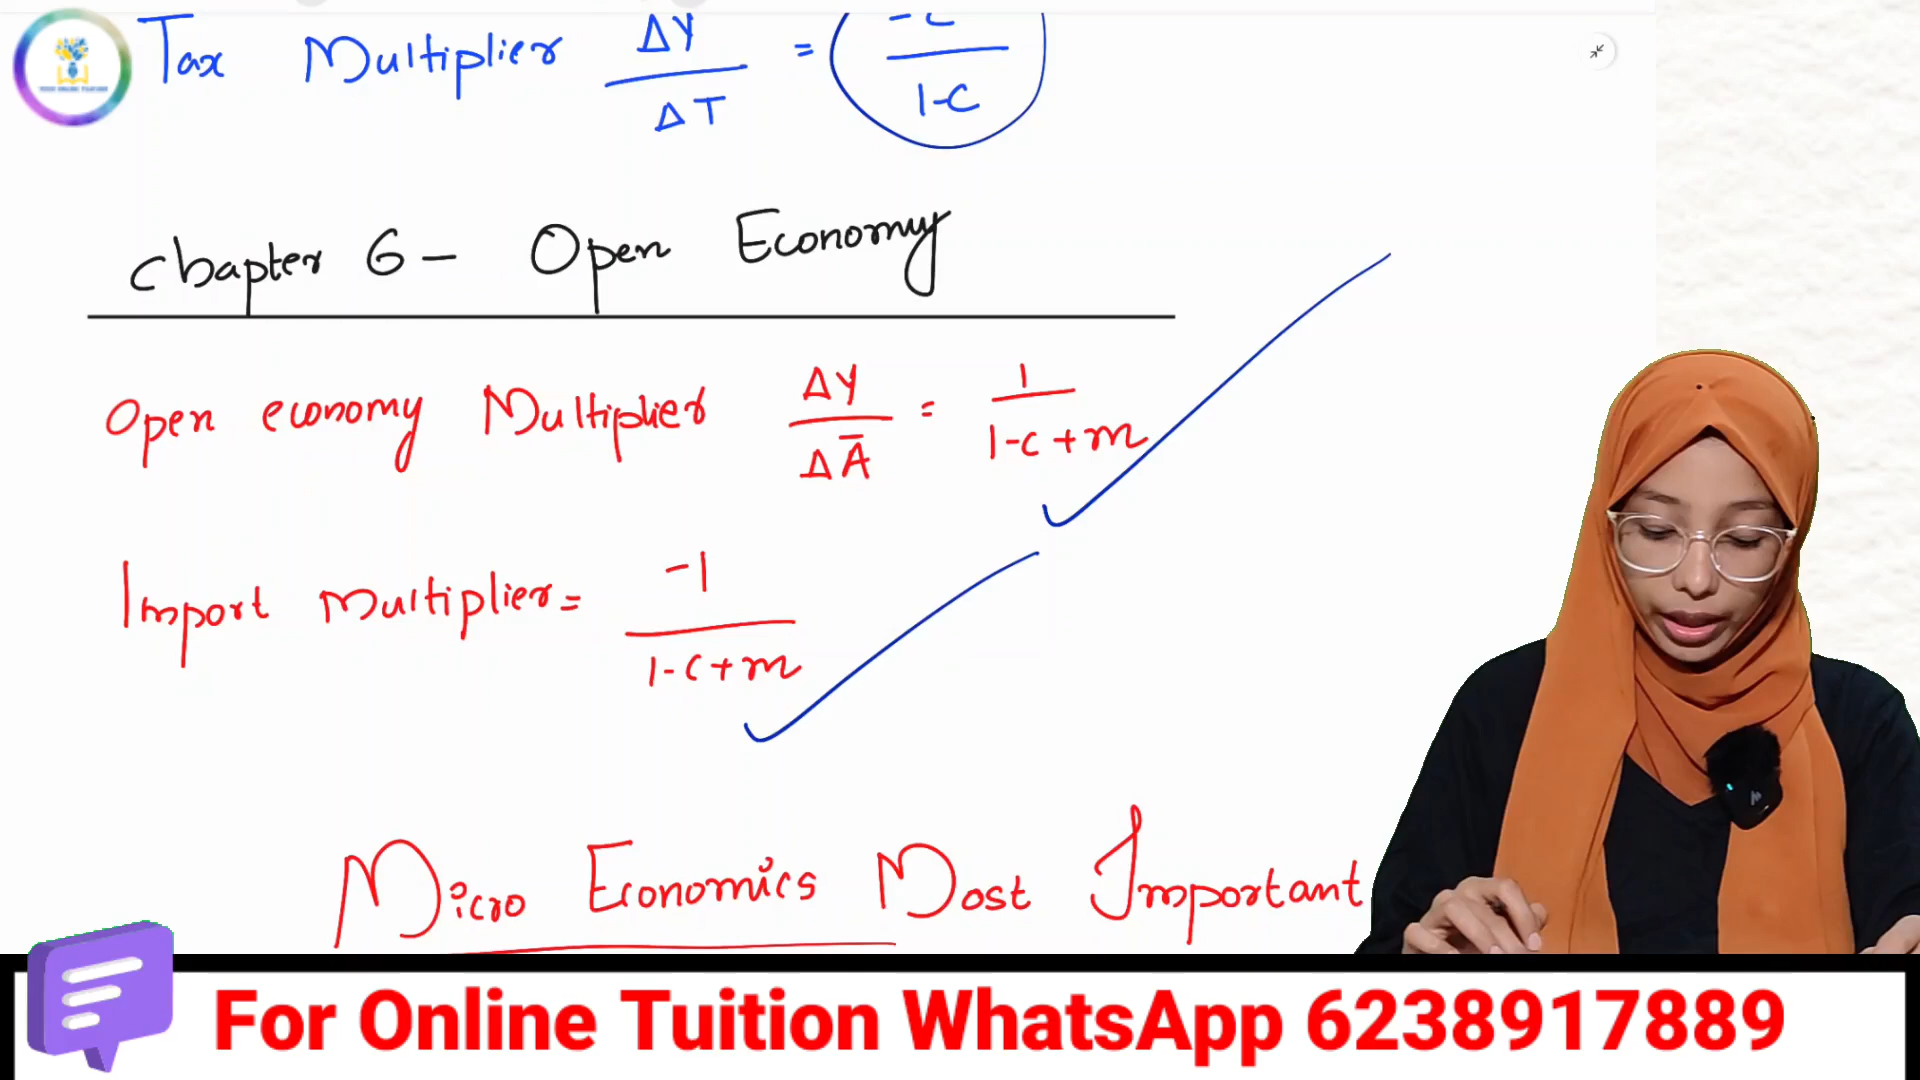 Tax Multiplier ΔY/ΔT = -C/1-C
Chapter 6 - Open Economy
Open economy Multiplier ΔY/ΔĀ = 1/1-C+m
Import Multiplier = -1/1-C+m
Micro Economics Most Important
For Online Tuition WhatsApp 6238917889